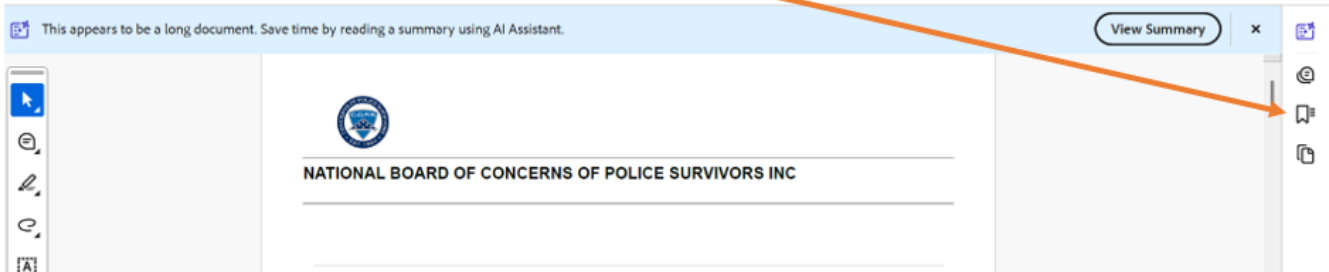 This appears to be a long document. Save time by reading a summary using AI Assistant.
View Summary
NATIONAL BOARD OF CONCERNS OF POLICE SURVIVORS INC